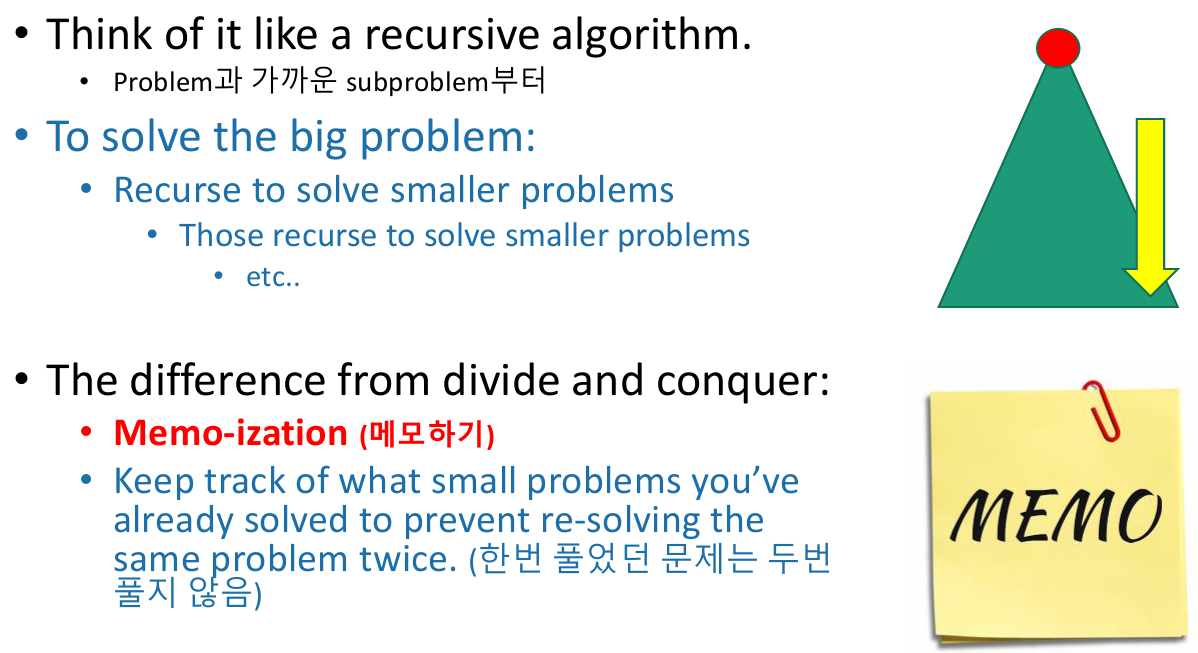 • Think of it like a recursive algorithm.
• Problem과 가까운 subproblem부터
• To solve the big problem:
• Recurse to solve smaller problems
• Those recurse to solve smaller problems
• etc..
• The difference from divide and conquer:
• Memo-ization (메모하기)
• Keep track of what small problems you’ve
already solved to prevent re-solving the
same problem twice. (한번 풀었던 문제는 두번
풀지 않음)
MEMO